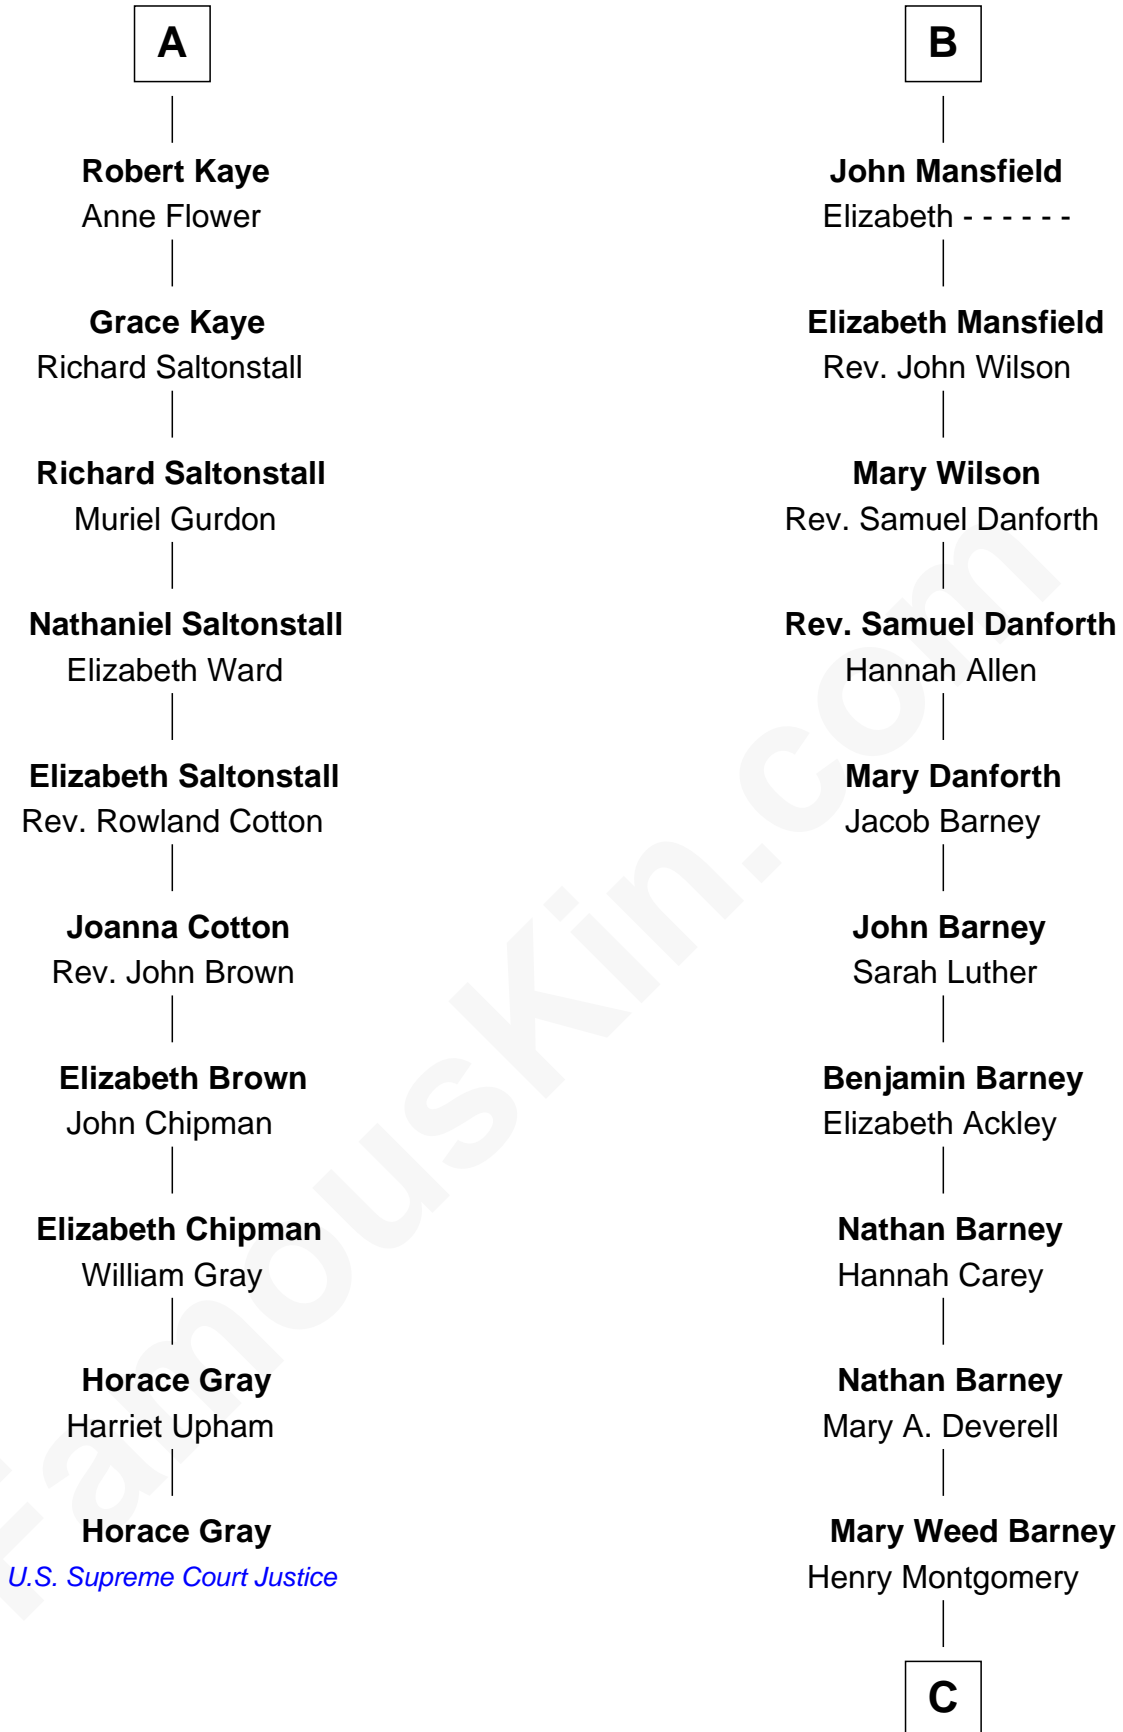 A
Robert Kaye
Anne Flower
Grace Kaye
Richard Saltonstall
Richard Saltonstall
Muriel Gurdon
Nathaniel Saltonstall
Elizabeth Ward
Elizabeth Saltonstall
Rev. Rowland Cotton
Joanna Cotton
Rev. John Brown
Elizabeth Brown
John Chipman
Elizabeth Chipman
William Gray
Horace Gray
Harriet Upham
Horace Gray
U.S. Supreme Court Justice
B
John Mansfield
Elizabeth - - - - - -
Elizabeth Mansfield
Rev. John Wilson
Mary Wilson
Rev. Samuel Danforth
Rev. Samuel Danforth
Hannah Allen
Mary Danforth
Jacob Barney
John Barney
Sarah Luther
Benjamin Barney
Elizabeth Ackley
Nathan Barney
Hannah Carey
Nathan Barney
Mary A. Deverell
Mary Weed Barney
Henry Montgomery
C
FamousKin.com